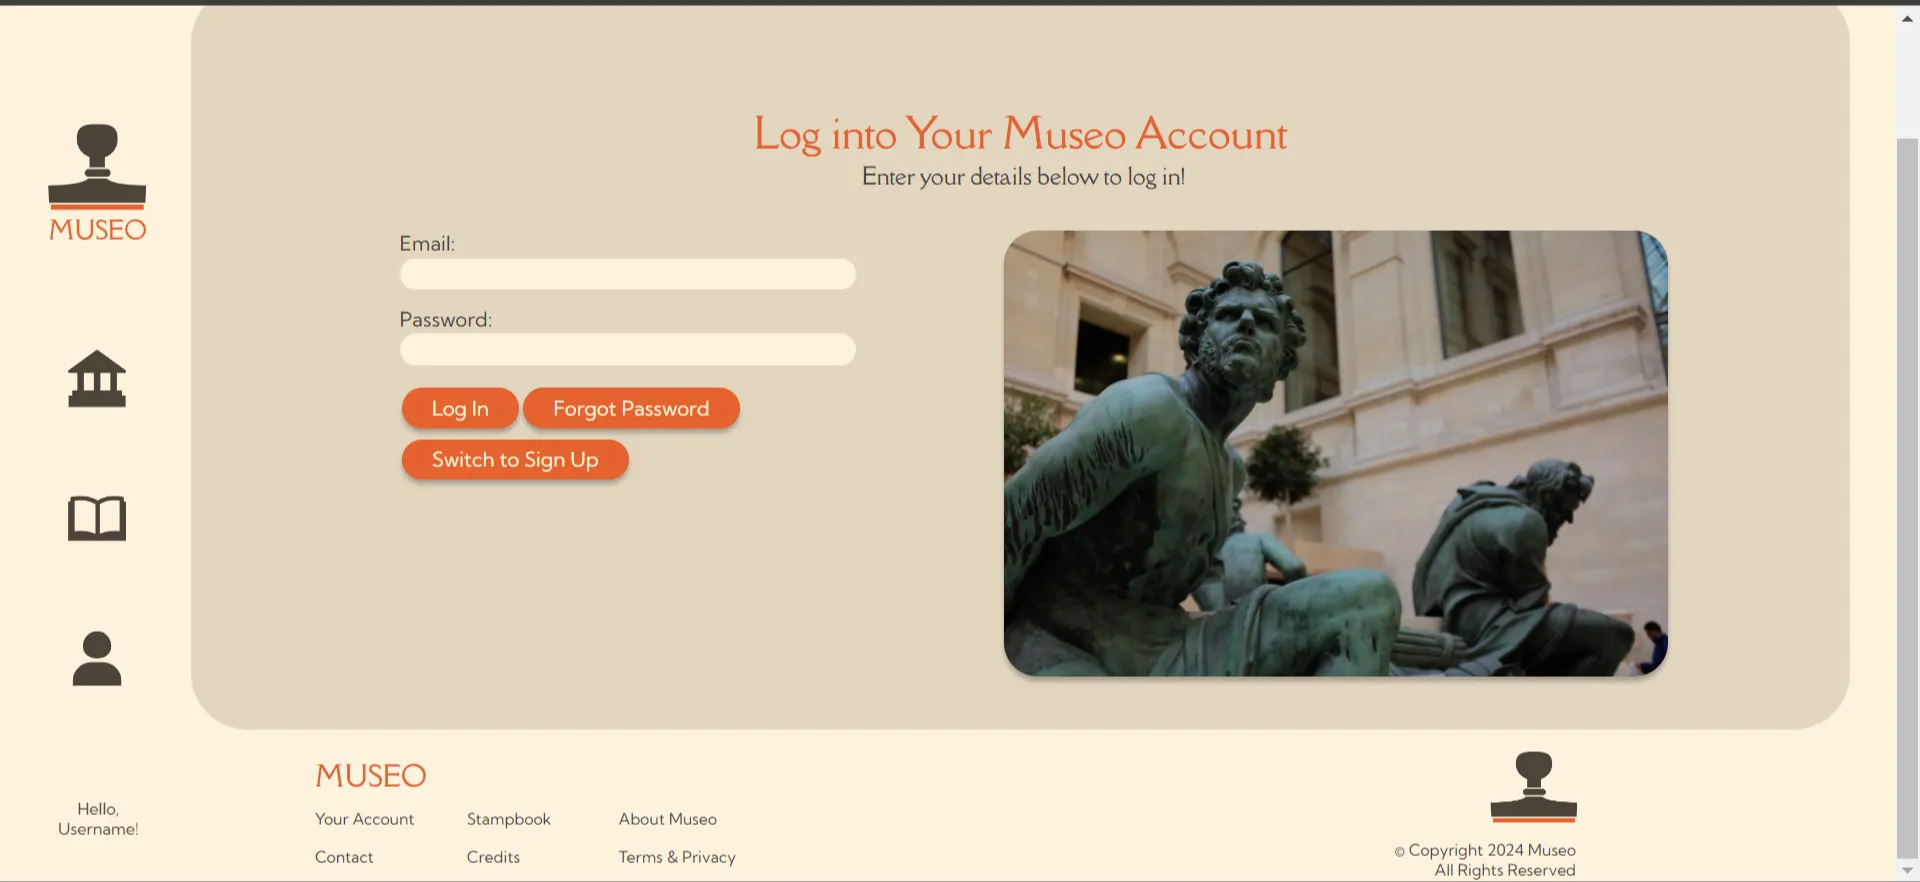 MUSEO
Log into Your Museo Account
Enter your details below to log in!
Email:
Password:
Log In
Forgot Password
Switch to Sign Up
Hello,
Username!
MUSEO
Your Account
Stampbook
About Museo
Contact
Credits
Terms & Privacy
© Copyright 2024 Museo
All Rights Reserved